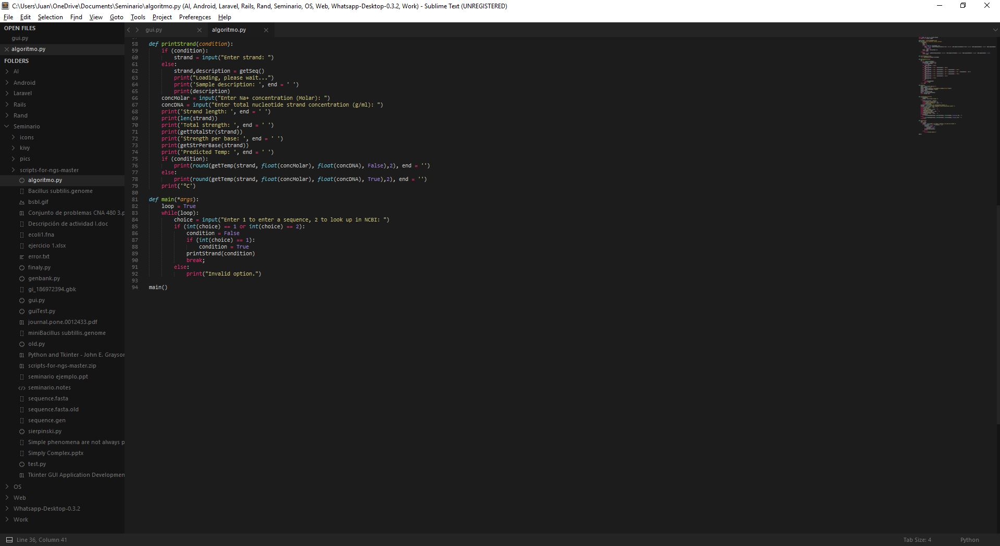 C:\Users\Juan\OneDrive\Documents\Seminario\algoritmo.py (AI, Android, Laravel, Rails, Rand, Seminario, OS, Web, Whatsapp-Desktop-0.3.2, Work) - Sublime Text (UNREGISTERED)
File Edit Selection Find View Goto Tools Project Preferences Help
OPEN FILES
gui.py
algoritmo.py
FOLDERS
AI
Android
Laravel
Rails
Rand
Seminario
icons
kivy
pics
scripts-for-ngs-master
algoritmo.py
Bacillus subtilis.genome
bsbl.gif
Conjunto de problemas CNA 480 3.p
Descripción de actividad I.doc
ecoli1.fna
ejercicio 1.xlsx
error.txt
finaly.py
genbank.py
gi_186972394.gbk
gui.py
guiTest.py
journal.pone.0012433.pdf
miniBacillus subtillis.genome
old.py
Python and Tkinter - John E. Grayson
scripts-for-ngs-master.zip
seminario ejemplo.ppt
seminario.notes
sequence.fasta
sequence.fasta.old
sequence.gen
sierpinski.py
Simple phenomena are not always p
Simply Complex.pptx
test.py
Tkinter GUI Application Developmen
OS
Web
Whatsapp-Desktop-0.3.2
Work
gui.py algoritmo.py
58 def printStrand(condition):
59 if (condition):
60 strand = input("Enter strand: ")
61 else:
62 strand,description = getSeq()
63 print("Loading, please wait...")
64 print('Sample description: ', end = ' ')
65 print(description)
66 concMolar = input("Enter Na+ concentration (Molar): ")
67 concDNA = input("Enter total nucleotide strand concentration (g/ml): ")
68 print('Strand length: ', end = ' ')
69 print(len(strand))
70 print('Total strength: ', end = ' ')
71 print(getTotalStr(strand))
72 print('Strength per base: ', end = ' ')
73 print(getStrPerBase(strand))
74 print('Predicted Temp: ', end = ' ')
75 if (condition):
76 print(round(getTemp(strand, float(concMolar), float(concDNA), False),2), end = '')
77 else:
78 print(round(getTemp(strand, float(concMolar), float(concDNA), True),2), end = '')
79 print('°C')
80
81 def main(*args):
82 loop = True
83 while(loop):
84 choice = input("Enter 1 to enter a sequence, 2 to look up in NCBI: ")
85 if (int(choice) == 1 or int(choice) == 2):
86 condition = False
87 if (int(choice) == 1):
88 condition = True
89 printStrand(condition)
90 break;
91 else:
92 print("Invalid option.")
93
94 main()
Line 36, Column 41
Tab Size: 4
Python